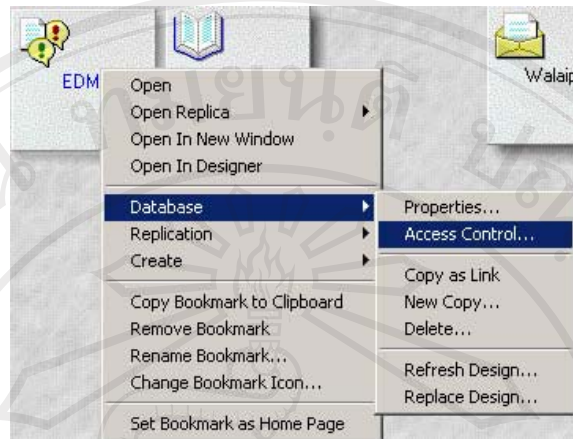 EDM
Walaip
Open
Open Replica
Open In New Window
Open In Designer
Database
Replication
Create
Copy Bookmark to Clipboard
Remove Bookmark
Rename Bookmark...
Change Bookmark Icon...
Set Bookmark as Home Page
Properties...
Access Control...
Copy as Link
New Copy...
Delete...
Refresh Design...
Replace Design...